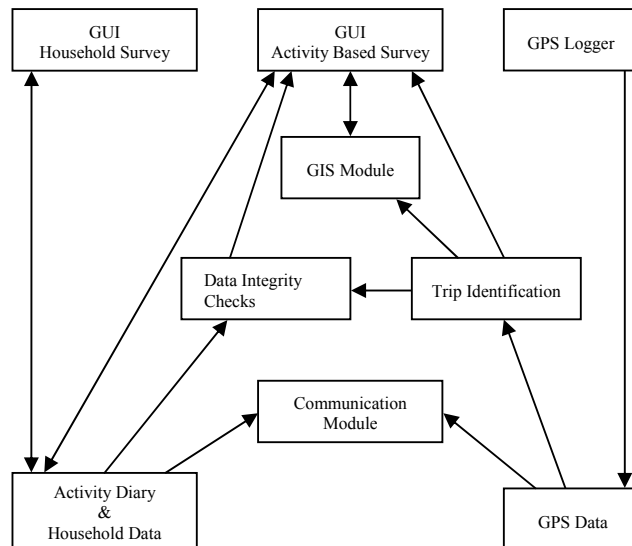 GUI
Household Survey
GUI
Activity Based Survey
GPS Logger
GIS Module
Data Integrity
Checks
Trip Identification
Communication
Module
Activity Diary
&
Household Data
GPS Data